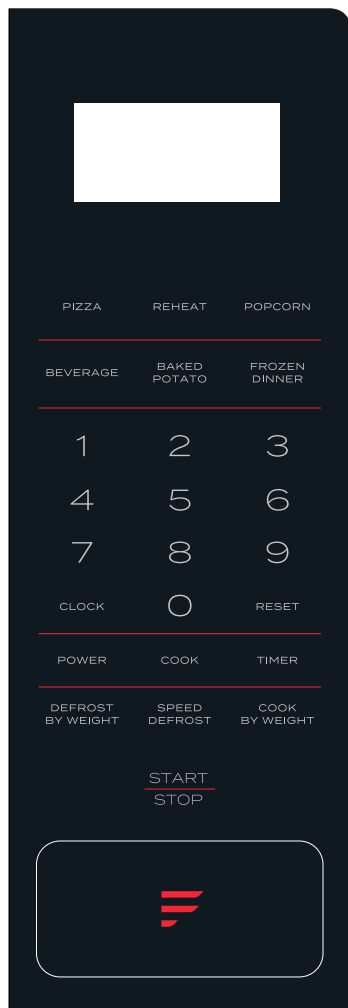 PIZZA REHEAT POPCORN
BEVERAGE BAKED POTATO FROZEN DINNER
1 2 3
4 5 6
7 8 9
CLOCK 0 RESET
POWER COOK TIMER
DEFROST BY WEIGHT SPEED DEFROST COOK BY WEIGHT
START
STOP